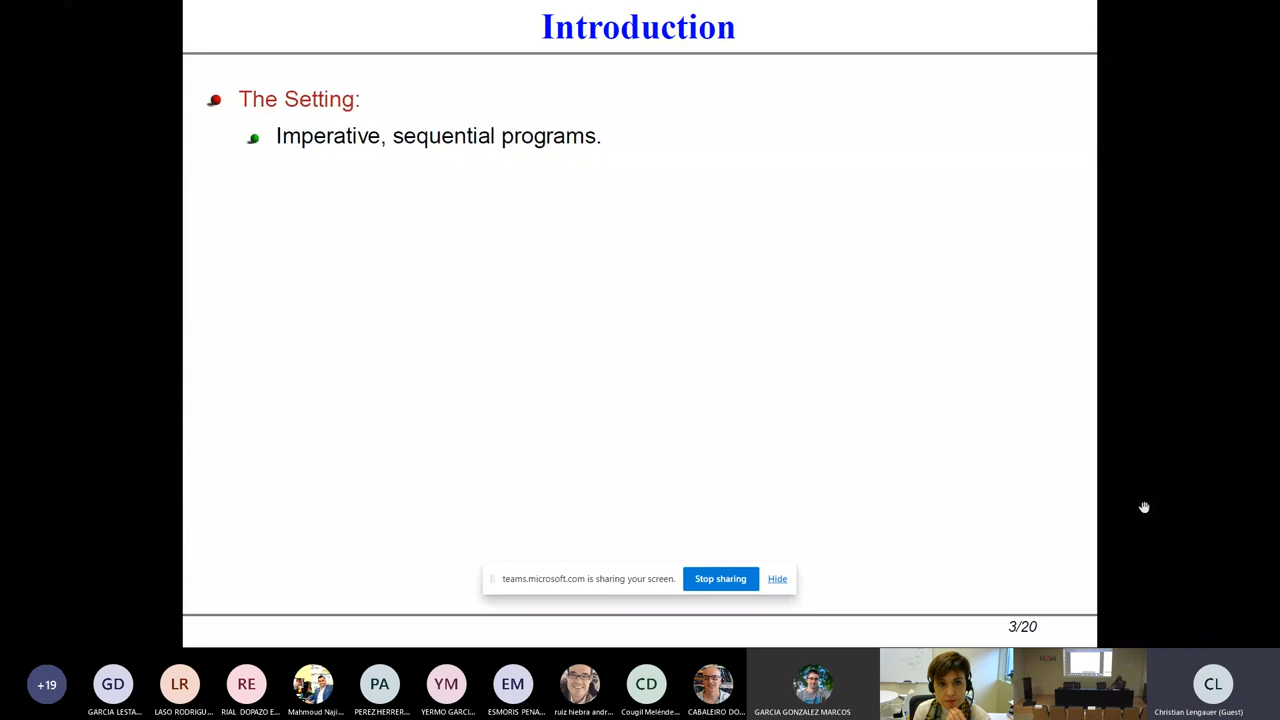 Introduction
The Setting:
Imperative, sequential programs.
teams.microsoft.com is sharing your screen.
Stop sharing
Hide
3/20
+19
GD
LR
RE
PA
YM
EM
CD
CL
GARCIA LESTA...
LASO RODRIGU...
RIAL DOPAZO E...
Mahmoud Naji...
PEREZ HERRER...
YERMO GARCI...
ESMORIS PENA...
ruiz hiebra andr...
Cougil Melénde...
CABALEIRO DO...
GARCIA GONZALEZ MARCOS
Christian Lengauer (Guest)